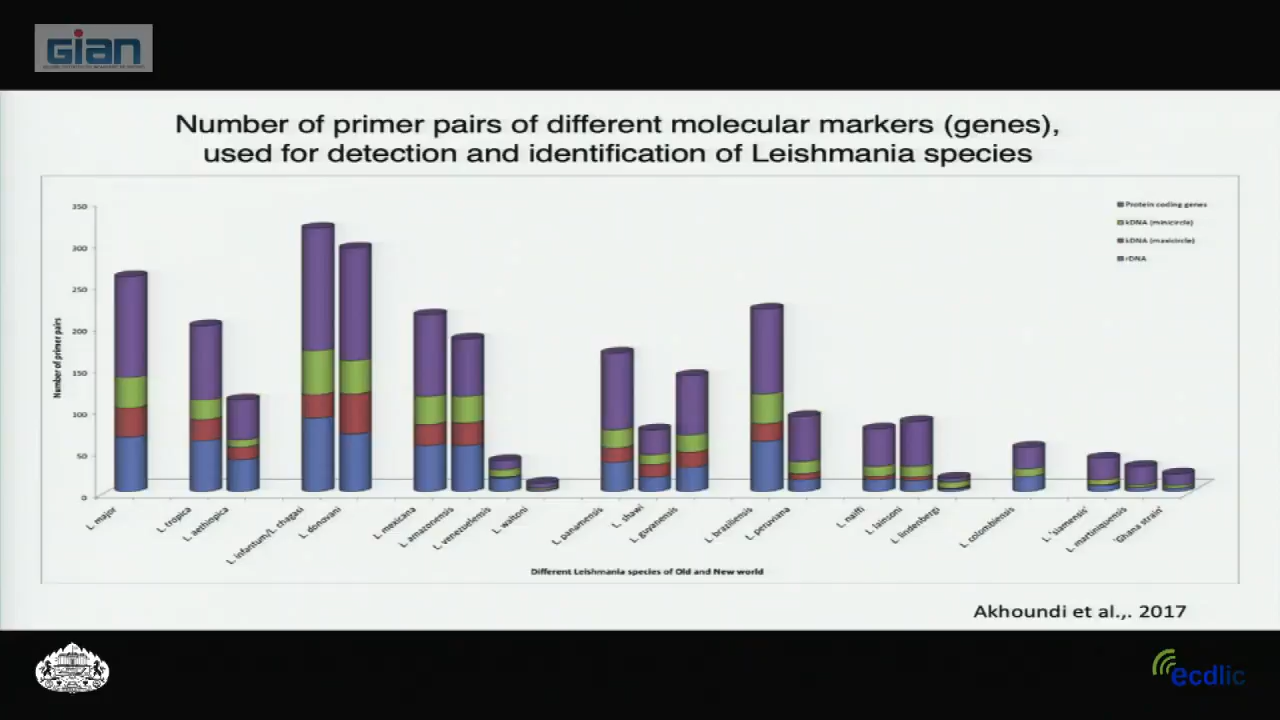 GIAN
Number of primer pairs of different molecular markers (genes),
used for detection and identification of Leishmania species
350
300
250
200
150
100
50
0
Number of primer pairs
Protein coding genes
kDNA (minicircle)
kDNA (maxicircle)
rDNA
L. major
L. tropica
L. aethiopica
L. infantum/L. chagasi
L. donovani
L. mexicana
L. amazonensis
L. venezuelensis
L. waltoni
L. panamensis
L. shawi
L. guyanensis
L. braziliensis
L. peruviana
L. naiffi
L. lainsoni
L. lindenbergi
L. colombiensis
L. 'siamensis'
L. martiniquensis
'Ghana strain'
Different Leishmania species of Old and New world
Akhoundi et al.,. 2017
ecdlic